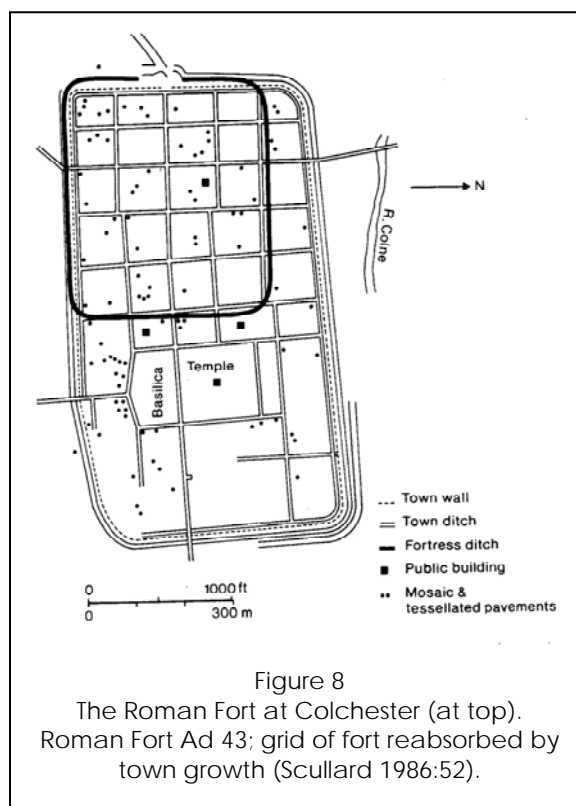 N
R. Colne
Temple
Basilica
Town wall
Town ditch
Fortress ditch
Public building
Mosaic &
tessellated pavements
0 1000 ft
0 300 m
Figure 8
The Roman Fort at Colchester (at top).
Roman Fort Ad 43; grid of fort reabsorbed by
town growth (Scullard 1986:52).